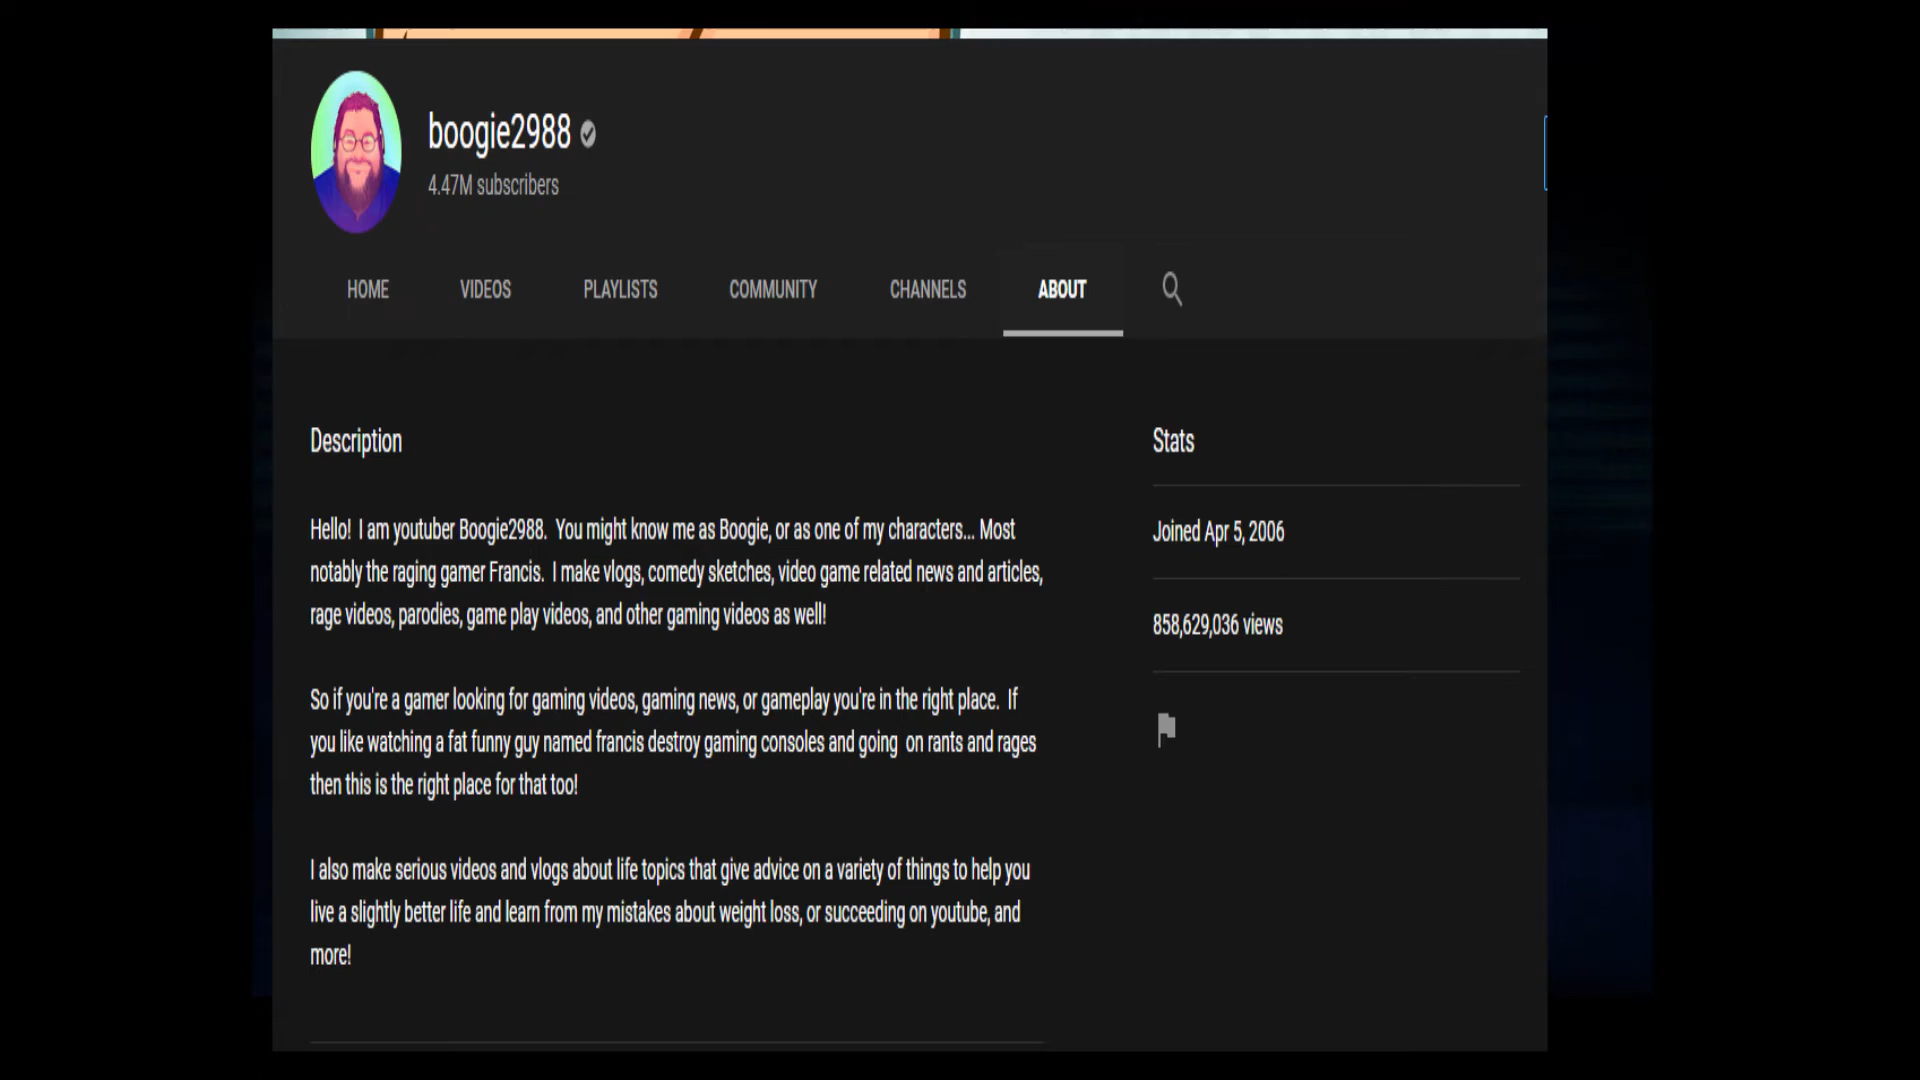 boogie2988
4.47M subscribers
HOME VIDEOS PLAYLISTS COMMUNITY CHANNELS ABOUT
Description
Hello!  I am youtuber Boogie2988.  You might know me as Boogie, or as one of my characters... Most
notably the raging gamer Francis.  I make vlogs, comedy sketches, video game related news and articles,
rage videos, parodies, game play videos, and other gaming videos as well!
So if you're a gamer looking for gaming videos, gaming news, or gameplay you're in the right place.  If
you like watching a fat funny guy named francis destroy gaming consoles and going  on rants and rages
then this is the right place for that too!
I also make serious videos and vlogs about life topics that give advice on a variety of things to help you
live a slightly better life and learn from my mistakes about weight loss, or succeeding on youtube, and
more!
Stats
Joined Apr 5, 2006
858,629,036 views